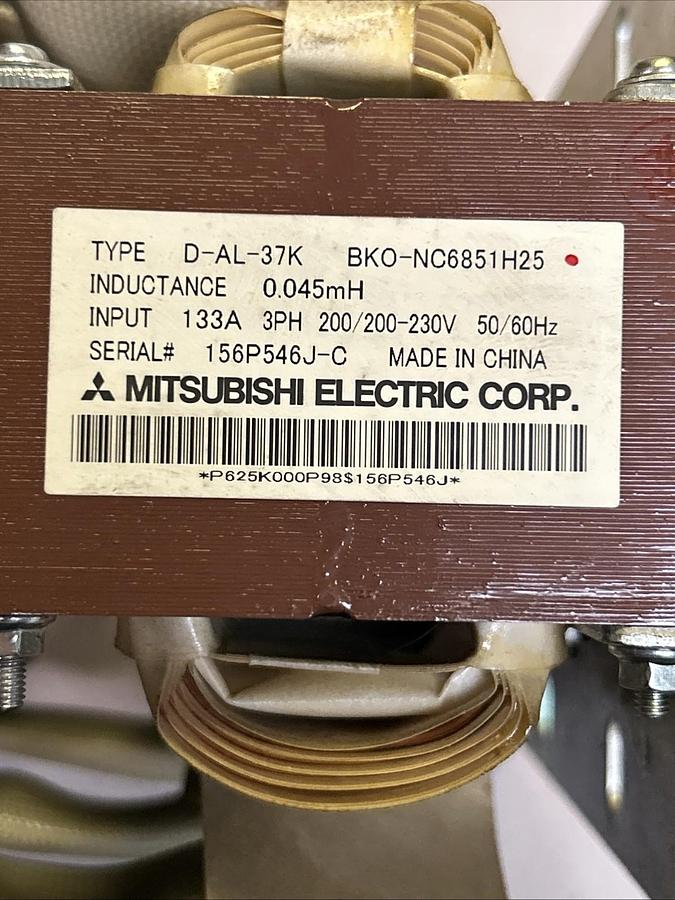 TYPE D-AL-37K BKO-NC6851H25
INDUCTANCE 0.045mH
INPUT 133A 3PH 200/200-230V 50/60Hz
SERIAL# 156P546J-C MADE IN CHINA
MITSUBISHI ELECTRIC CORP.
*P625K000P98$156P546J*